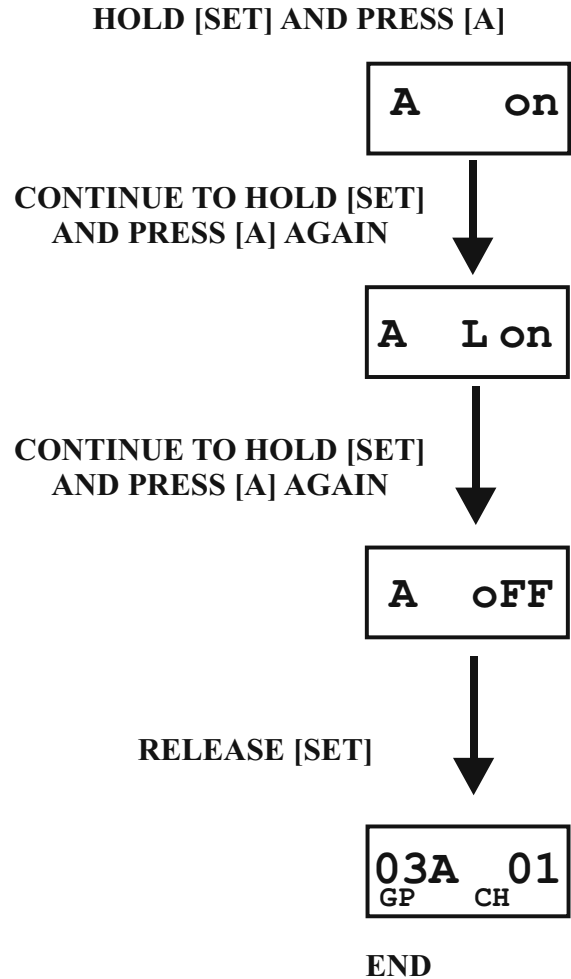 HOLD [SET] AND PRESS [A]
A on
CONTINUE TO HOLD [SET]
AND PRESS [A] AGAIN
A L on
CONTINUE TO HOLD [SET]
AND PRESS [A] AGAIN
A oFF
RELEASE [SET]
03A 01
GP CH
END